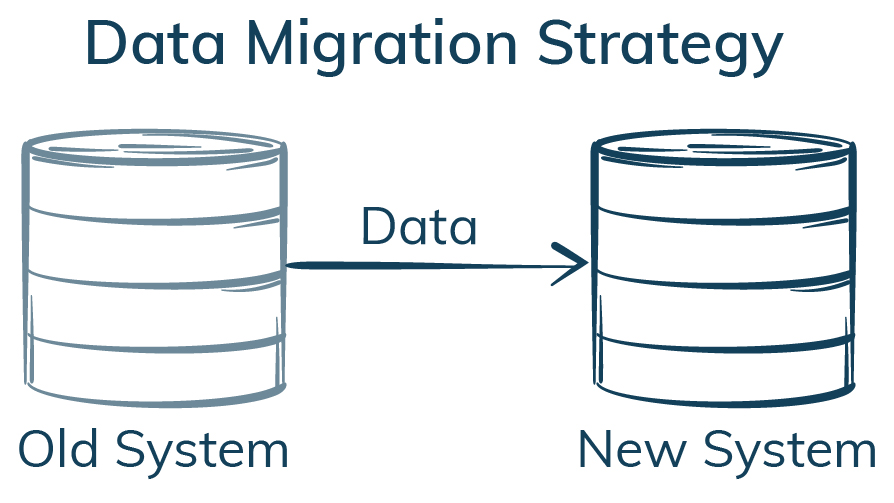 Data Migration Strategy
Data
Old System
New System